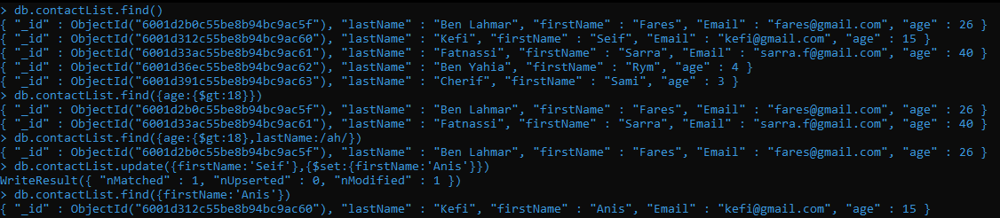 > db.contactList.find()
{ "_id" : ObjectId("6001d2b0c55be8b94bc9ac5f"), "lastName" : "Ben Lahmar", "firstName" : "Fares", "Email" : "fares@gmail.com", "age" : 26 }
{ "_id" : ObjectId("6001d312c55be8b94bc9ac60"), "lastName" : "Kefi", "firstName" : "Seif", "Email" : "kefi@gmail.com", "age" : 15 }
{ "_id" : ObjectId("6001d33ac55be8b94bc9ac61"), "lastName" : "Fatnassi", "firstName" : "Sarra", "Email" : "sarra.f@gmail.com", "age" : 40 }
{ "_id" : ObjectId("6001d36ec55be8b94bc9ac62"), "lastName" : "Ben Yahia", "firstName" : "Rym", "age" : 4 }
{ "_id" : ObjectId("6001d391c55be8b94bc9ac63"), "lastName" : "Cherif", "firstName" : "Sami", "age" : 3 }
> db.contactList.find({age:{$gt:18}})
{ "_id" : ObjectId("6001d2b0c55be8b94bc9ac5f"), "lastName" : "Ben Lahmar", "firstName" : "Fares", "Email" : "fares@gmail.com", "age" : 26 }
{ "_id" : ObjectId("6001d33ac55be8b94bc9ac61"), "lastName" : "Fatnassi", "firstName" : "Sarra", "Email" : "sarra.f@gmail.com", "age" : 40 }
> db.contactList.find({age:{$gt:18},lastName:/ah/})
{ "_id" : ObjectId("6001d2b0c55be8b94bc9ac5f"), "lastName" : "Ben Lahmar", "firstName" : "Fares", "Email" : "fares@gmail.com", "age" : 26 }
> db.contactList.update({firstName:'Seif'},{$set:{firstName:'Anis'}})
WriteResult({ "nMatched" : 1, "nUpserted" : 0, "nModified" : 1 })
> db.contactList.find({firstName:'Anis'})
{ "_id" : ObjectId("6001d312c55be8b94bc9ac60"), "lastName" : "Kefi", "firstName" : "Anis", "Email" : "kefi@gmail.com", "age" : 15 }